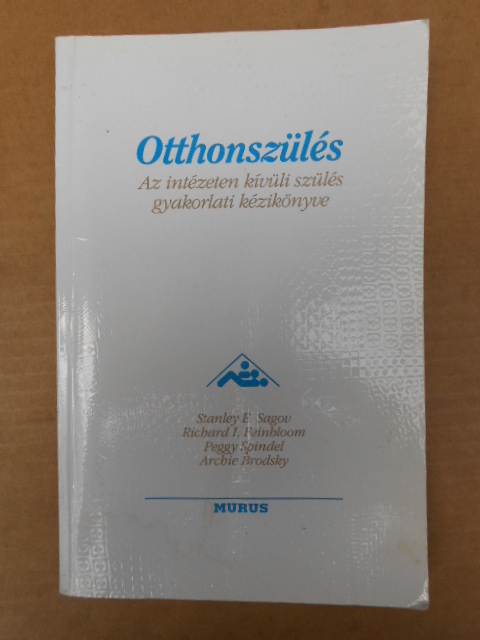 Otthonszülés
Az intézeten kívüli szülés
gyakorlati kézikönyve
Stanley E. Sagov
Richard I. Feinbloom
Peggy Spindel
Archie Brodsky
MURUS